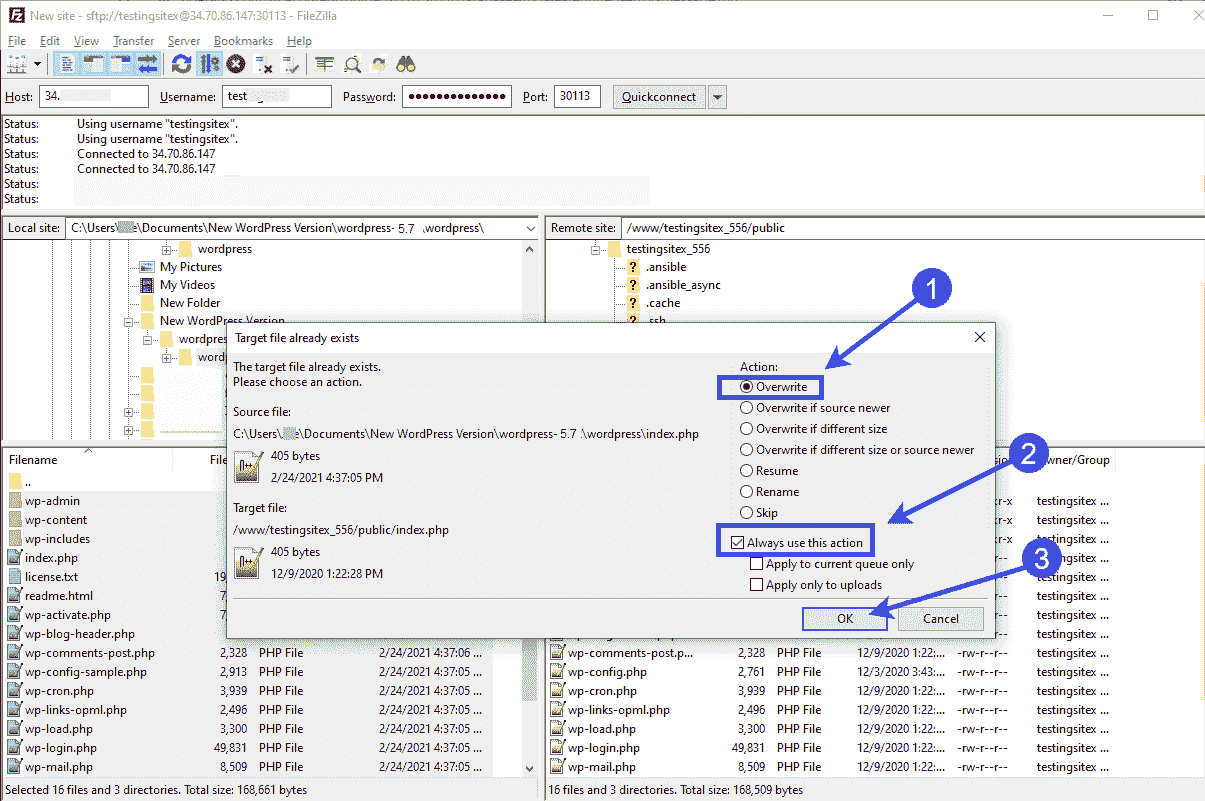 New site - sftp://testingsitex@34.70.86.147:30113 - FileZilla
File Edit View Transfer Server Bookmarks Help
Host: 34. Username: test Password: ●●●●●●●●●●●●●● Port: 30113 Quickconnect
Status: Using username "testingsitex".
Status: Using username "testingsitex".
Status: Connected to 34.70.86.147
Status: Connected to 34.70.86.147
Status:
Status:
Local site: C:\Users\ e\Documents\New WordPress Version\wordpress- 5.7 \wordpress\
Remote site: /www/testingsitex_556/public
wordpress
My Pictures
My Videos
New Folder
New WordPress Version
wordpres
word
testingsitex_556
.ansible
.ansible_async
.cache
.ssh
1
Target file already exists
The target file already exists.
Please choose an action.
Source file:
C:\Users\ e\Documents\New WordPress Version\wordpress- 5.7 \wordpress\index.php
405 bytes
2/24/2021 4:37:05 PM
Target file:
/www/testingsitex_556/public/index.php
405 bytes
12/9/2020 1:22:28 PM
Action:
Overwrite
Overwrite if source newer
Overwrite if different size
Overwrite if different size or source newer
Resume
Rename
Skip
2
Always use this action
Apply to current queue only
Apply only to uploads
3
OK Cancel
Filename File
..
wp-admin
wp-content
wp-includes
index.php
license.txt 19
readme.html 7
wp-activate.php 7
wp-blog-header.php
wp-comments-post.php 2,328 PHP File 2/24/2021 4:37:06 ...
wp-config-sample.php 2,913 PHP File 2/24/2021 4:37:05 ...
wp-cron.php 3,939 PHP File 2/24/2021 4:37:05 ...
wp-links-opml.php 2,496 PHP File 2/24/2021 4:37:05 ...
wp-load.php 3,300 PHP File 2/24/2021 4:37:05 ...
wp-login.php 49,831 PHP File 2/24/2021 4:37:05 ...
wp-mail.php 8,509 PHP File 2/24/2021 4:37:05 ...
Selected 16 files and 3 directories. Total size: 168,661 bytes
wner/Group
r-x testingsitex ...
r-x testingsitex ...
r-x testingsitex ...
r-- testingsitex ...
r-- testingsitex ...
r-- testingsitex ...
r-- testingsitex ...
r-- testingsitex ...
wp-comments-post.p... 2,328 PHP File 12/9/2020 1:22:... -rw-r--r-- testingsitex ...
wp-config.php 2,761 PHP File 12/3/2020 3:43:... -rw-r--r-- testingsitex ...
wp-cron.php 3,939 PHP File 12/9/2020 1:22:... -rw-r--r-- testingsitex ...
wp-links-opml.php 2,496 PHP File 12/9/2020 1:22:... -rw-r--r-- testingsitex ...
wp-load.php 3,300 PHP File 12/9/2020 1:22:... -rw-r--r-- testingsitex ...
wp-login.php 49,831 PHP File 12/9/2020 1:22:... -rw-r--r-- testingsitex ...
wp-mail.php 8,509 PHP File 12/9/2020 1:22:... -rw-r--r-- testingsitex ...
16 files and 3 directories. Total size: 168,509 bytes